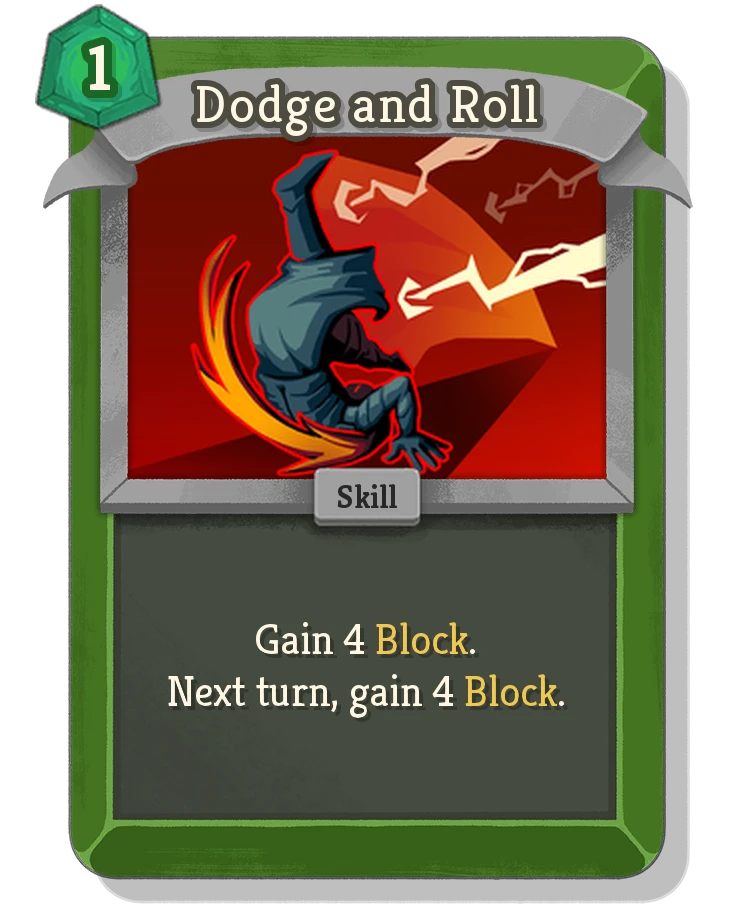 1
Dodge and Roll
Skill
Gain 4 Block.
Next turn, gain 4 Block.